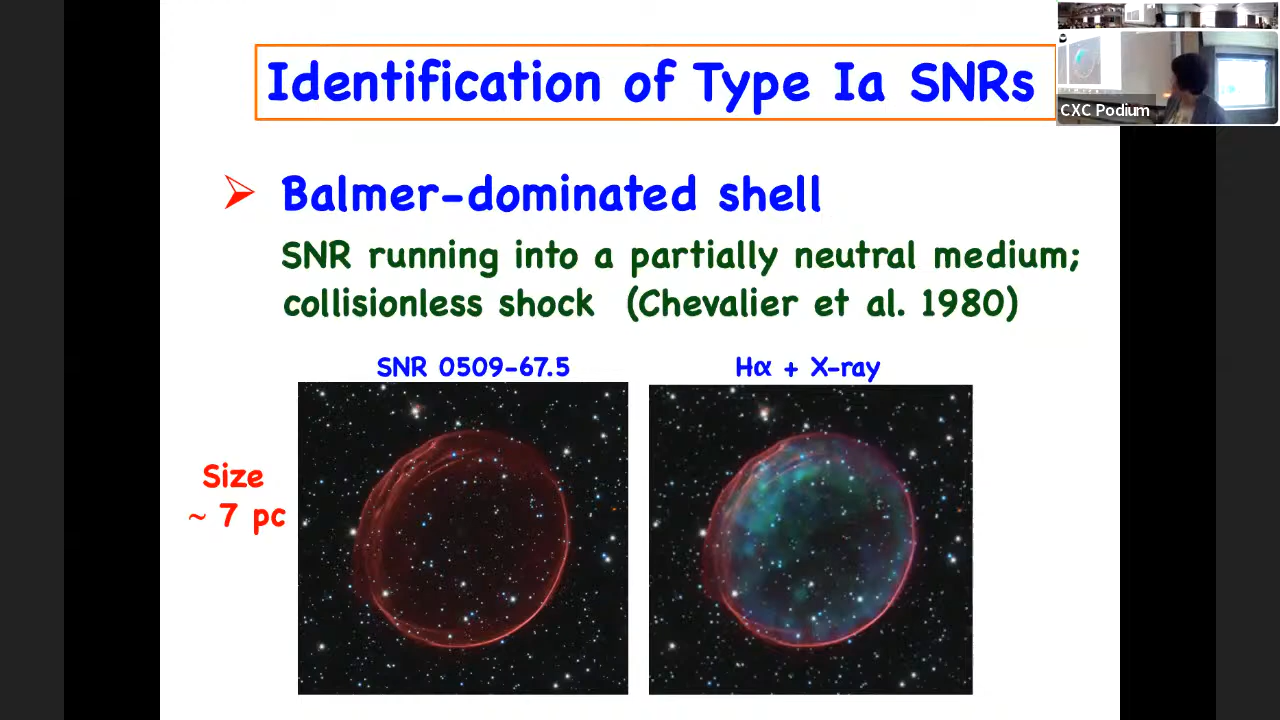 Identification of Type Ia SNRs
CXC Podium
Balmer-dominated shell
SNR running into a partially neutral medium;
collisionless shock (Chevalier et al. 1980)
SNR 0509-67.5
Hα + X-ray
Size
~ 7 pc